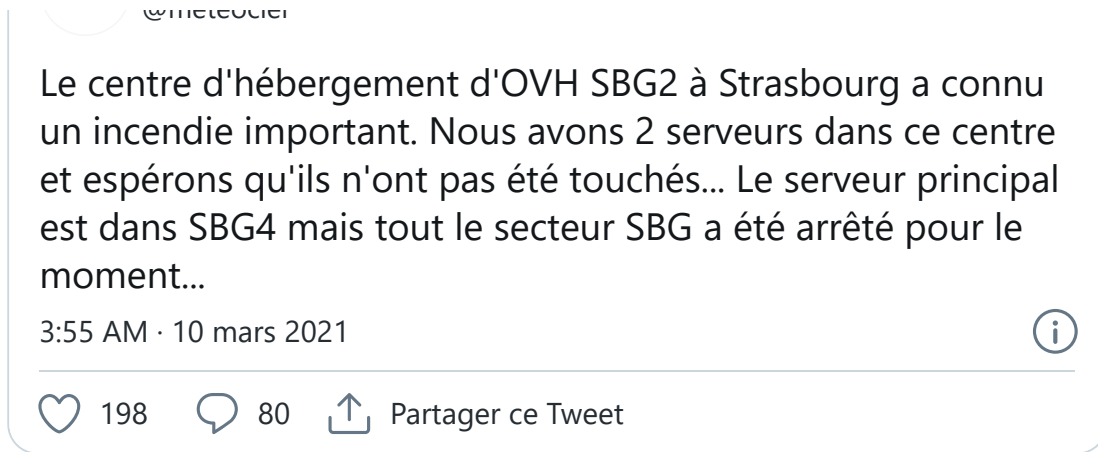 @meteociel
Le centre d'hébergement d'OVH SBG2 à Strasbourg a connu
un incendie important. Nous avons 2 serveurs dans ce centre
et espérons qu'ils n'ont pas été touchés... Le serveur principal
est dans SBG4 mais tout le secteur SBG a été arrêté pour le
moment...
3:55 AM · 10 mars 2021
198 80 Partager ce Tweet